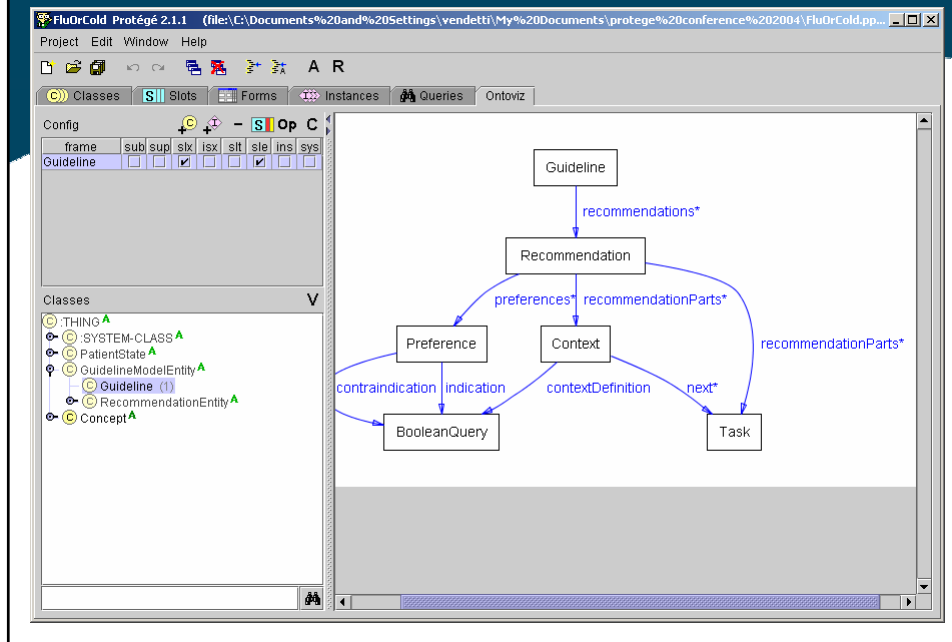 FluOrCold Protégé 2.1.1 (file:\C:\Documents%20and%20Settings\vendetti\My%20Documents\protege%20conference%202004\FluOrCold.pp...
Project Edit Window Help
A R
C Classes S Slots Forms Instances Queries Ontoviz
Config C - S Op C
frame sub sup slx isx slt sle ins sys
Guideline
Classes V
C :THING A
C :SYSTEM-CLASS A
C PatientState A
C GuidelineModelEntity A
C Guideline (1)
C RecommendationEntity A
C Concept A
Guideline
recommendations*
Recommendation
preferences* recommendationParts*
Preference Context recommendationParts*
contraindication indication contextDefinition next*
BooleanQuery Task